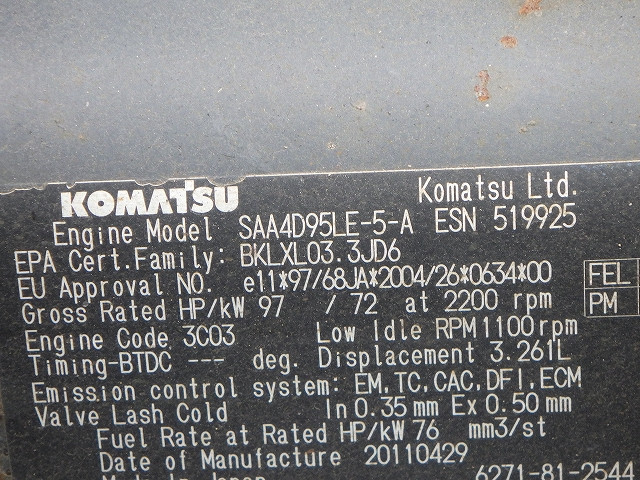 KOMATSU Komatsu Ltd.
Engine Model SAA4D95LE-5-A ESN 519925
EPA Cert.Family: BKLXL03.3JD6
EU Approval NO. e11*97/68JA*2004/26*0634*00 FEL
Gross Rated HP/kW 97 / 72 at 2200 rpm PM
Engine Code 3C03 Low Idle RPM 1100 rpm
Timing-BTDC --- deg. Displacement 3.261L
Emission control system: EM,TC,CAC,DFI,ECM
Valve Lash Cold In 0.35 mm Ex 0.50 mm
Fuel Rate at Rated HP/kW 76 mm3/st
Date of Manufacture 20110429
Made In Japan 6271-81-2544